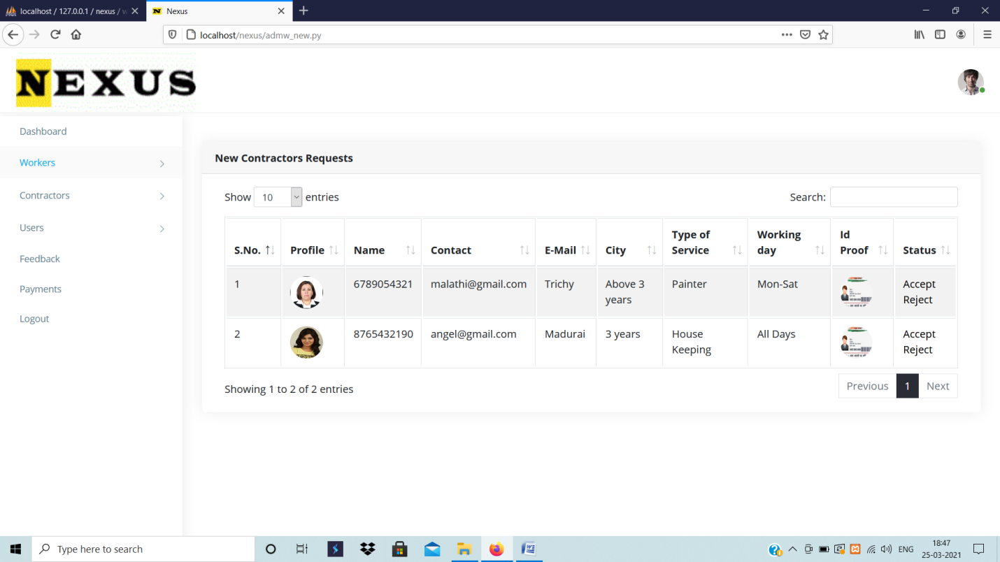 localhost / 127.0.0.1 / nexus / w
Nexus
localhost/nexus/admw_new.py
NEXUS
Dashboard
Workers
Contractors
Users
Feedback
Payments
Logout
New Contractors Requests
Show 10 entries
Search:
S.No. Profile Name Contact E-Mail City Type of Service Working day Id Proof Status
1 6789054321 malathi@gmail.com Trichy Above 3 years Painter Mon-Sat Accept Reject
2 8765432190 angel@gmail.com Madurai 3 years House Keeping All Days Accept Reject
Showing 1 to 2 of 2 entries
Previous 1 Next
Type here to search
ENG
18:47
25-03-2021